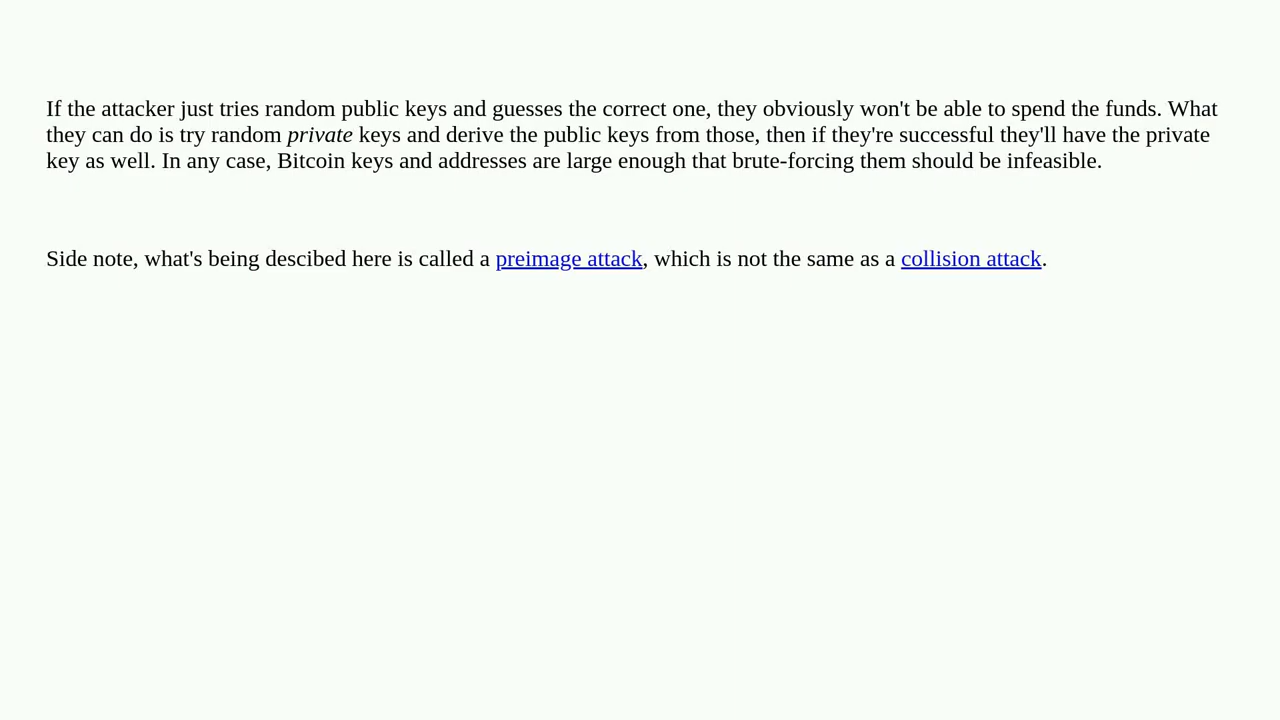 If the attacker just tries random public keys and guesses the correct one, they obviously won't be able to spend the funds. What
they can do is try random private keys and derive the public keys from those, then if they're successful they'll have the private
key as well. In any case, Bitcoin keys and addresses are large enough that brute-forcing them should be infeasible.
Side note, what's being descibed here is called a preimage attack, which is not the same as a collision attack.